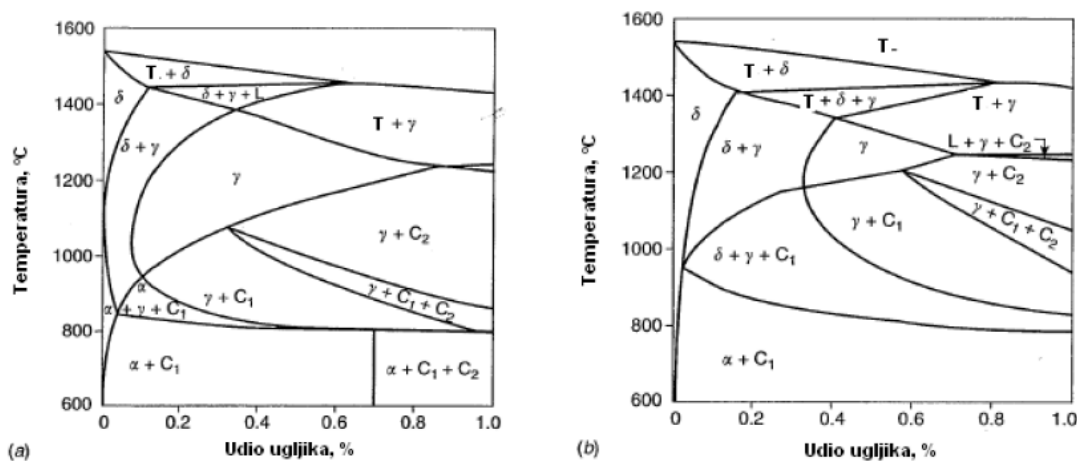 1600
1400
1200
1000
800
600
Temperatura, °C
T + δ
δ
δ + γ + L
T + γ
δ + γ
γ
γ + C₂
α
γ + C₁
γ + C₁ + C₂
α + γ + C₁
α + C₁
α + C₁ + C₂
0
0.2
0.4
0.6
0.8
1.0
Udio ugljika, %
(a)
1600
1400
1200
1000
800
600
Temperatura, °C
T-
T + δ
δ
T + δ + γ
T + γ
L + γ + C₂
δ + γ
γ
γ + C₂
γ + C₁ + C₂
γ + C₁
δ + γ + C₁
α + C₁
0
0.2
0.4
0.6
0.8
1.0
Udio ugljika, %
(b)